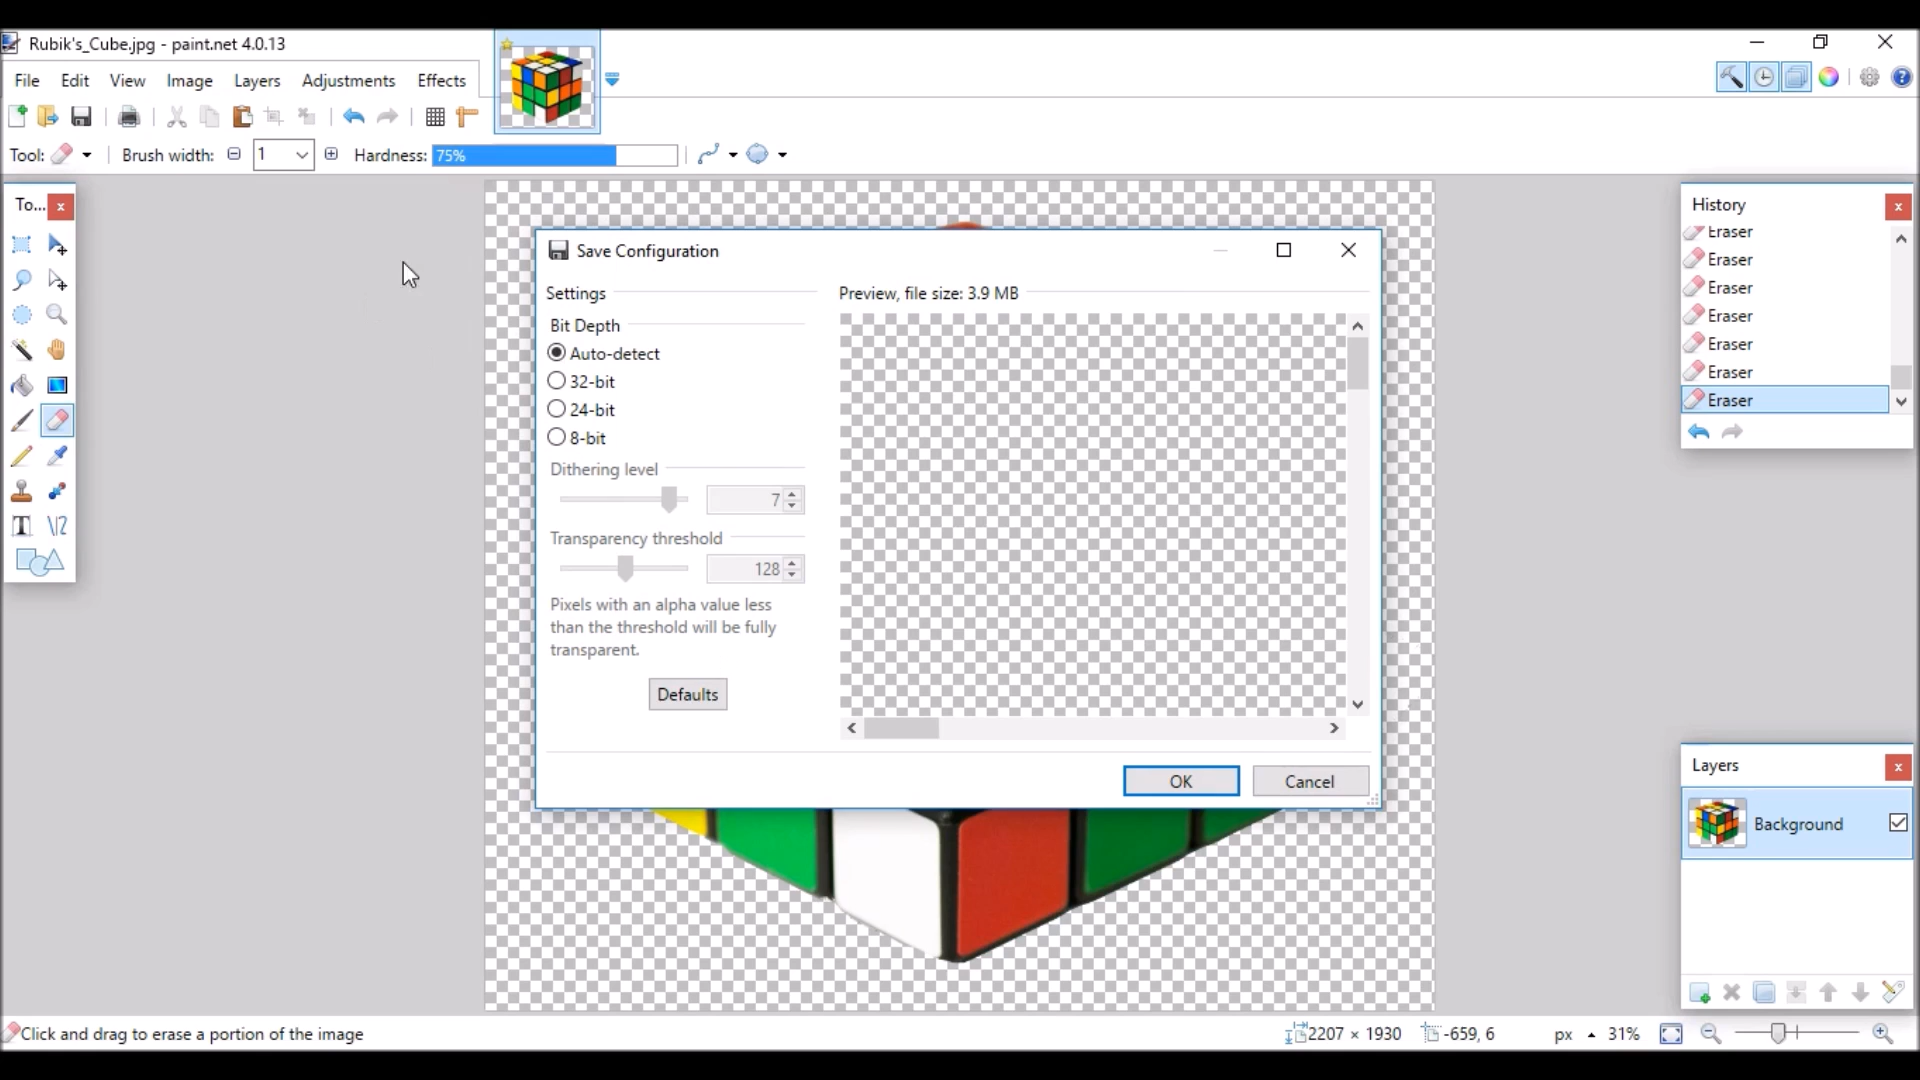 Rubik's_Cube.jpg - paint.net 4.0.13
File Edit View Image Layers Adjustments Effects
Tool: Brush width: 1 Hardness: 75%
To...
Save Configuration
Settings
Bit Depth
Auto-detect
32-bit
24-bit
8-bit
Dithering level
7
Transparency threshold
128
Pixels with an alpha value less
than the threshold will be fully
transparent.
Defaults
Preview, file size: 3.9 MB
OK Cancel
History
Eraser
Eraser
Eraser
Eraser
Eraser
Eraser
Eraser
Layers
Background
Click and drag to erase a portion of the image
2207 × 1930 -659, 6 px 31%